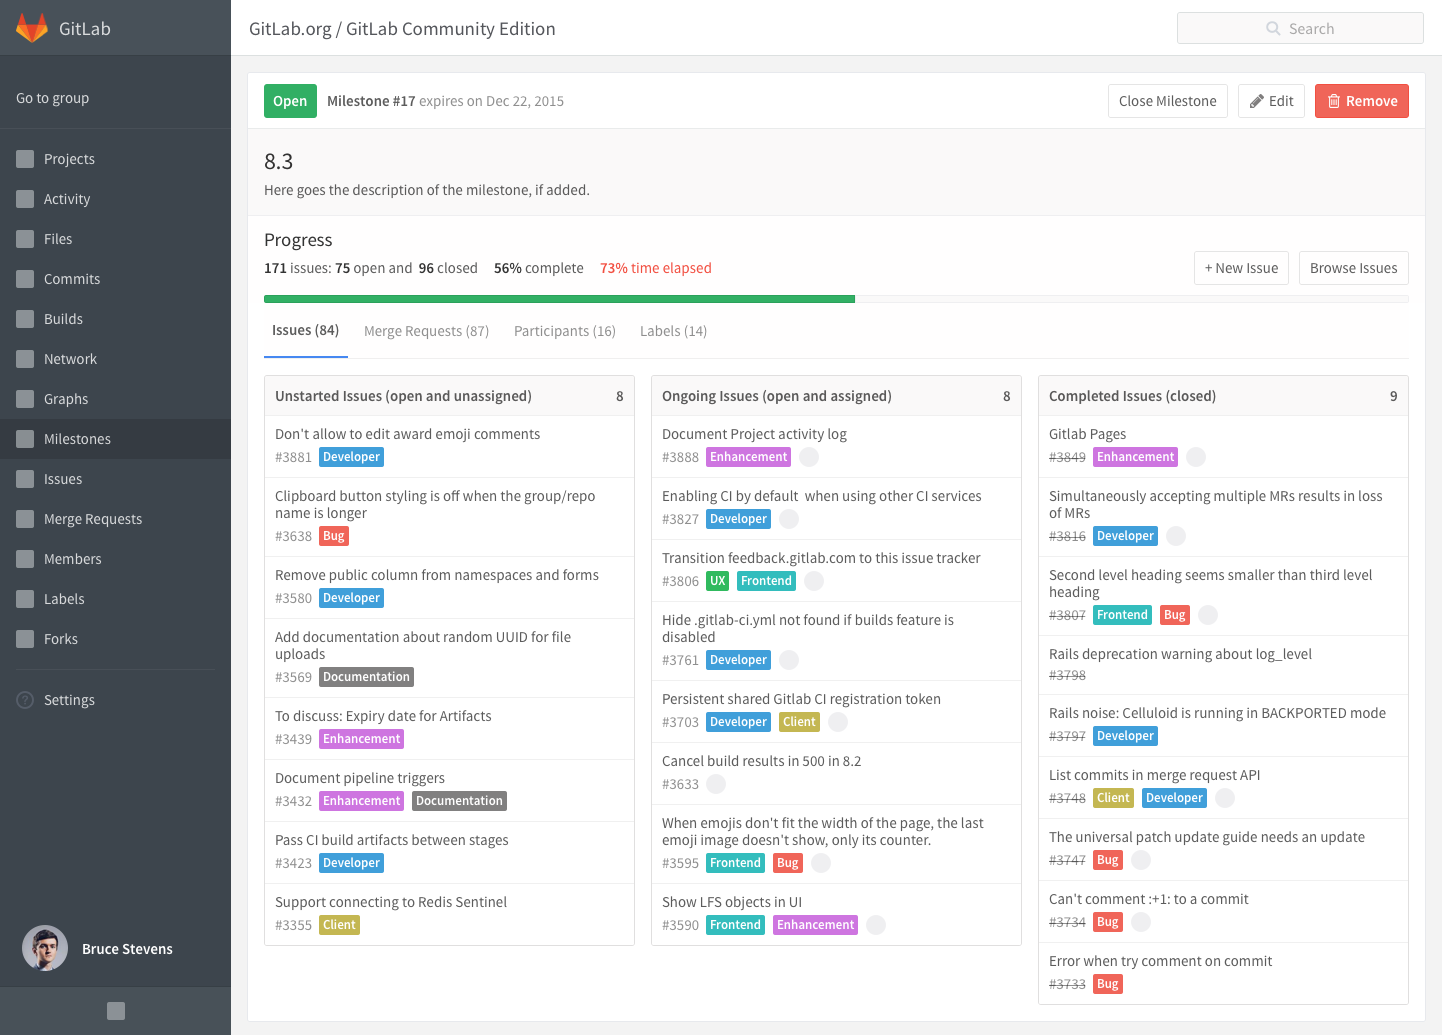 GitLab
GitLab.org / GitLab Community Edition
Search
Go to group
Projects
Activity
Files
Commits
Builds
Network
Graphs
Milestones
Issues
Merge Requests
Members
Labels
Forks
? Settings
Bruce Stevens
Open Milestone #17 expires on Dec 22, 2015
Close Milestone
Edit
Remove
8.3
Here goes the description of the milestone, if added.
Progress
171 issues: 75 open and 96 closed 56% complete 73% time elapsed
+ New Issue
Browse Issues
Issues (84) Merge Requests (87) Participants (16) Labels (14)
Unstarted Issues (open and unassigned) 8
Don't allow to edit award emoji comments
#3881 Developer
Clipboard button styling is off when the group/repo
name is longer
#3638 Bug
Remove public column from namespaces and forms
#3580 Developer
Add documentation about random UUID for file
uploads
#3569 Documentation
To discuss: Expiry date for Artifacts
#3439 Enhancement
Document pipeline triggers
#3432 Enhancement Documentation
Pass CI build artifacts between stages
#3423 Developer
Support connecting to Redis Sentinel
#3355 Client
Ongoing Issues (open and assigned) 8
Document Project activity log
#3888 Enhancement
Enabling CI by default  when using other CI services
#3827 Developer
Transition feedback.gitlab.com to this issue tracker
#3806 UX Frontend
Hide .gitlab-ci.yml not found if builds feature is
disabled
#3761 Developer
Persistent shared Gitlab CI registration token
#3703 Developer Client
Cancel build results in 500 in 8.2
#3633
When emojis don't fit the width of the page, the last
emoji image doesn't show, only its counter.
#3595 Frontend Bug
Show LFS objects in UI
#3590 Frontend Enhancement
Completed Issues (closed) 9
Gitlab Pages
#3849 Enhancement
Simultaneously accepting multiple MRs results in loss
of MRs
#3816 Developer
Second level heading seems smaller than third level
heading
#3807 Frontend Bug
Rails deprecation warning about log_level
#3798
Rails noise: Celluloid is running in BACKPORTED mode
#3797 Developer
List commits in merge request API
#3748 Client Developer
The universal patch update guide needs an update
#3747 Bug
Can't comment :+1: to a commit
#3734 Bug
Error when try comment on commit
#3733 Bug